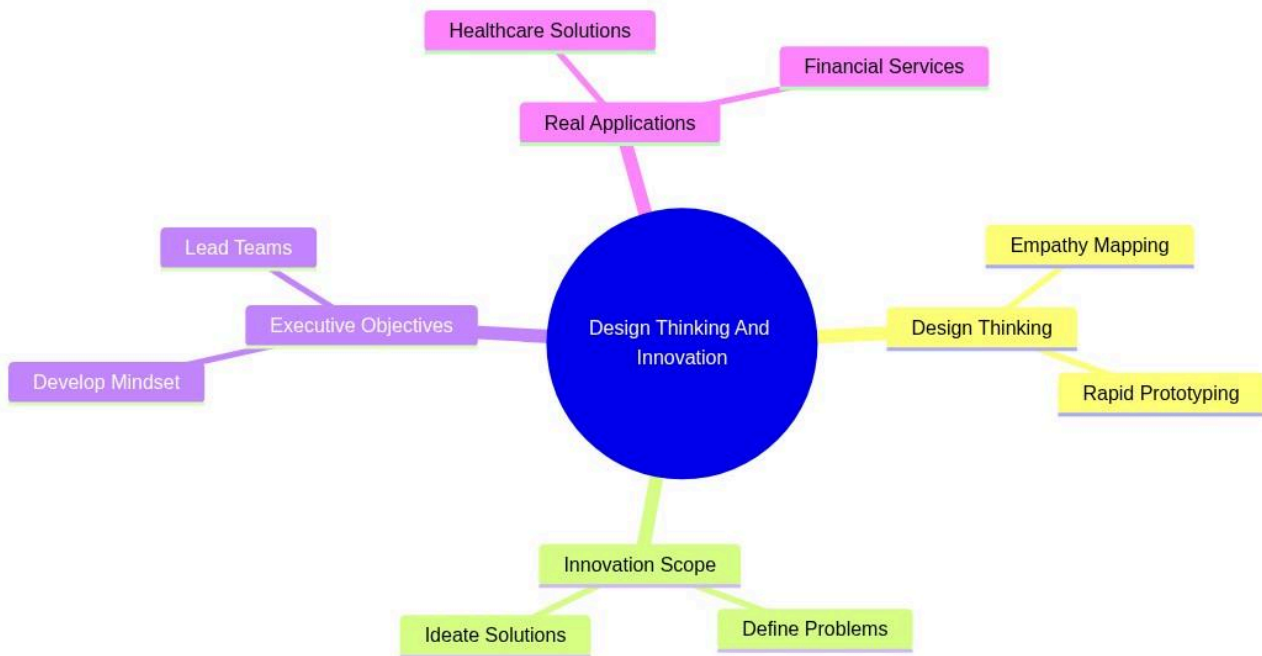 Healthcare Solutions
Financial Services
Real Applications
Lead Teams
Empathy Mapping
Executive Objectives
Design Thinking And
Innovation
Design Thinking
Develop Mindset
Rapid Prototyping
Innovation Scope
Ideate Solutions
Define Problems